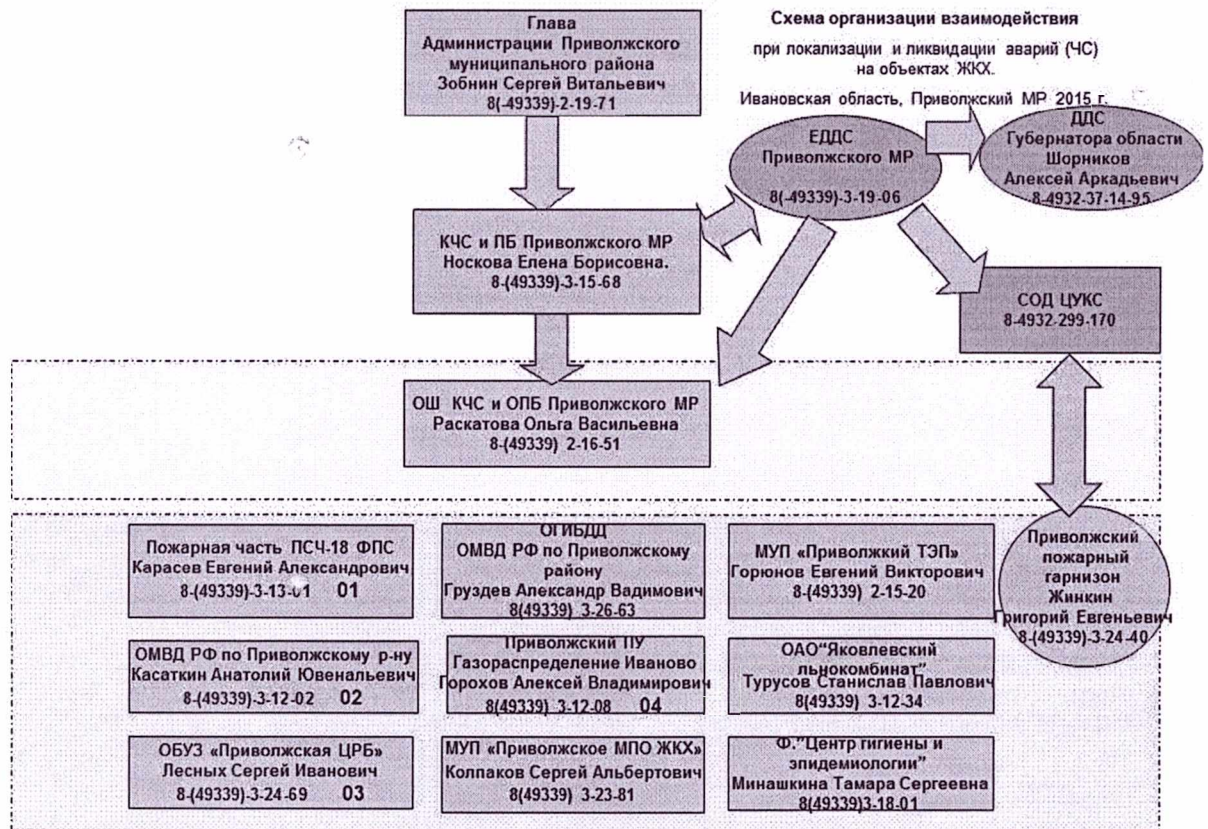 Схема организации взаимодействия
при локализации и ликвидации аварий (ЧС)
на объектах ЖКХ.
Ивановская область, Приволжский МР 2015 г.
Глава
Администрации Приволжского
муниципального района
Зобнин Сергей Витальевич
8(-49339)-2-19-71
ЕДДС
Приволжского МР
8(-49339)-3-19-06
ДДС
Губернатора области
Шорников
Алексей Аркадьевич
8-4932-37-14-95
КЧС и ПБ Приволжского МР
Носкова Елена Борисовна.
8-(49339)-3-15-68
СОД ЦУКС
8-4932-299-170
ОШ КЧС и ОПБ Приволжского МР
Раскатова Ольга Васильевна
8-(49339) 2-16-51
Пожарная часть ПСЧ-18 ФПС
Карасев Евгений Александрович
8-(49339)-3-13-01 01
ОГИБДД
ОМВД РФ по Приволжскому
району
Груздев Александр Вадимович
8(49339) 3-26-63
МУП «Приволжкий ТЭП»
Горюнов Евгений Викторович
8-(49339) 2-15-20
Приволжский
пожарный
гарнизон
Жинкин
Григорий Евгеньевич
8-(49339)-3-24-40
ОМВД РФ по Приволжскому р-ну
Касаткин Анатолий Ювенальевич
8-(49339)-3-12-02 02
Приволжский ПУ
Газораспределение Иваново
Горохов Алексей Владимирович
8(49339) 3-12-08 04
ОАО“Яковлевский
льнокомбинат”
Турусов Станислав Павлович
8(49339) 3-12-34
ОБУЗ «Приволжская ЦРБ»
Лесных Сергей Иванович
8-(49339)-3-24-69 03
МУП «Приволжское МПО ЖКХ»
Колпаков Сергей Альбертович
8(49339) 3-23-81
Ф.”Центр гигиены и
эпидемиологии”
Минашкина Тамара Сергеевна
8(49339)3-18-01